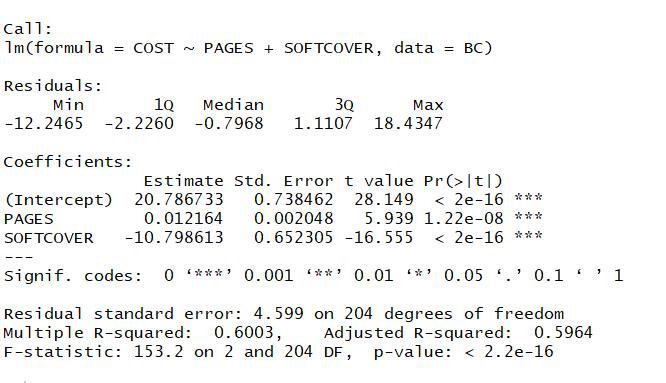 Call:
lm(formula = COST ~ PAGES + SOFTCOVER, data = BC)
Residuals:
     Min       1Q   Median       3Q      Max
-12.2465  -2.2260  -0.7968   1.1107  18.4347
Coefficients:
             Estimate Std. Error t value Pr(>|t|)
(Intercept)  20.786733   0.738462  28.149  < 2e-16 ***
PAGES         0.012164   0.002048   5.939 1.22e-08 ***
SOFTCOVER   -10.798613   0.652305 -16.555  < 2e-16 ***
---
Signif. codes:  0 ‘***’ 0.001 ‘**’ 0.01 ‘*’ 0.05 ‘.’ 0.1 ‘ ’ 1
Residual standard error: 4.599 on 204 degrees of freedom
Multiple R-squared:  0.6003,    Adjusted R-squared:  0.5964
F-statistic: 153.2 on 2 and 204 DF,  p-value: < 2.2e-16